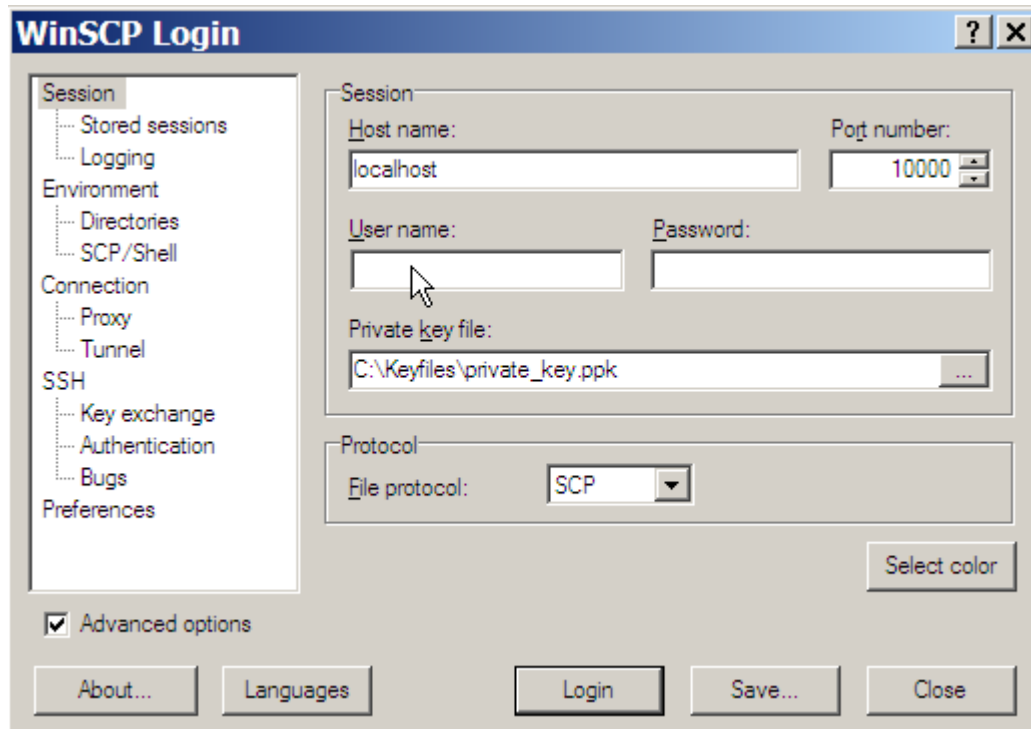 WinSCP Login
Session
Stored sessions
Logging
Environment
Directories
SCP/Shell
Connection
Proxy
Tunnel
SSH
Key exchange
Authentication
Bugs
Preferences
Session
Host name:
Port number:
localhost
10000
User name:
Password:
Private key file:
C:\Keyfiles\private_key.ppk
...
Protocol
File protocol:
SCP
Select color
Advanced options
About...
Languages
Login
Save...
Close